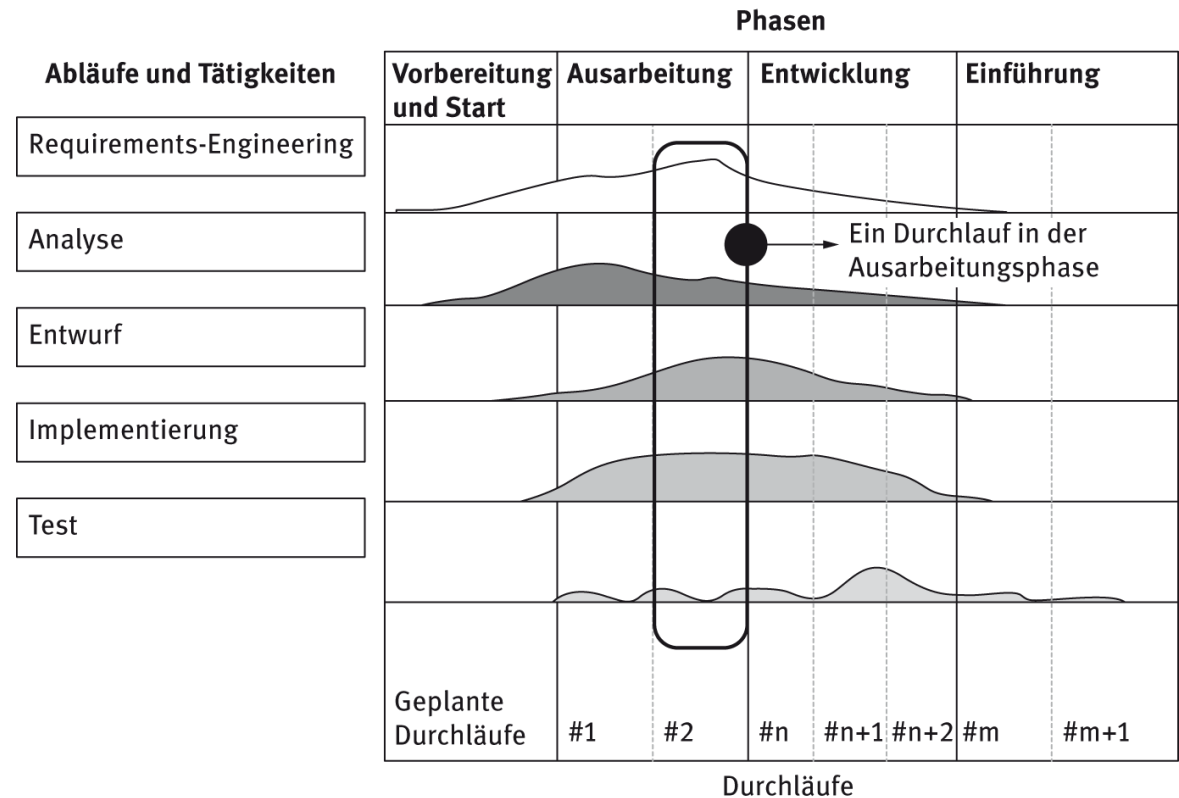 Phasen
Abläufe und Tätigkeiten
Vorbereitung
und Start
Ausarbeitung
Entwicklung
Einführung
Requirements-Engineering
Analyse
Ein Durchlauf in der
Ausarbeitungsphase
Entwurf
Implementierung
Test
Geplante
Durchläufe
#1
#2
#n
#n+1
#n+2
#m
#m+1
Durchläufe